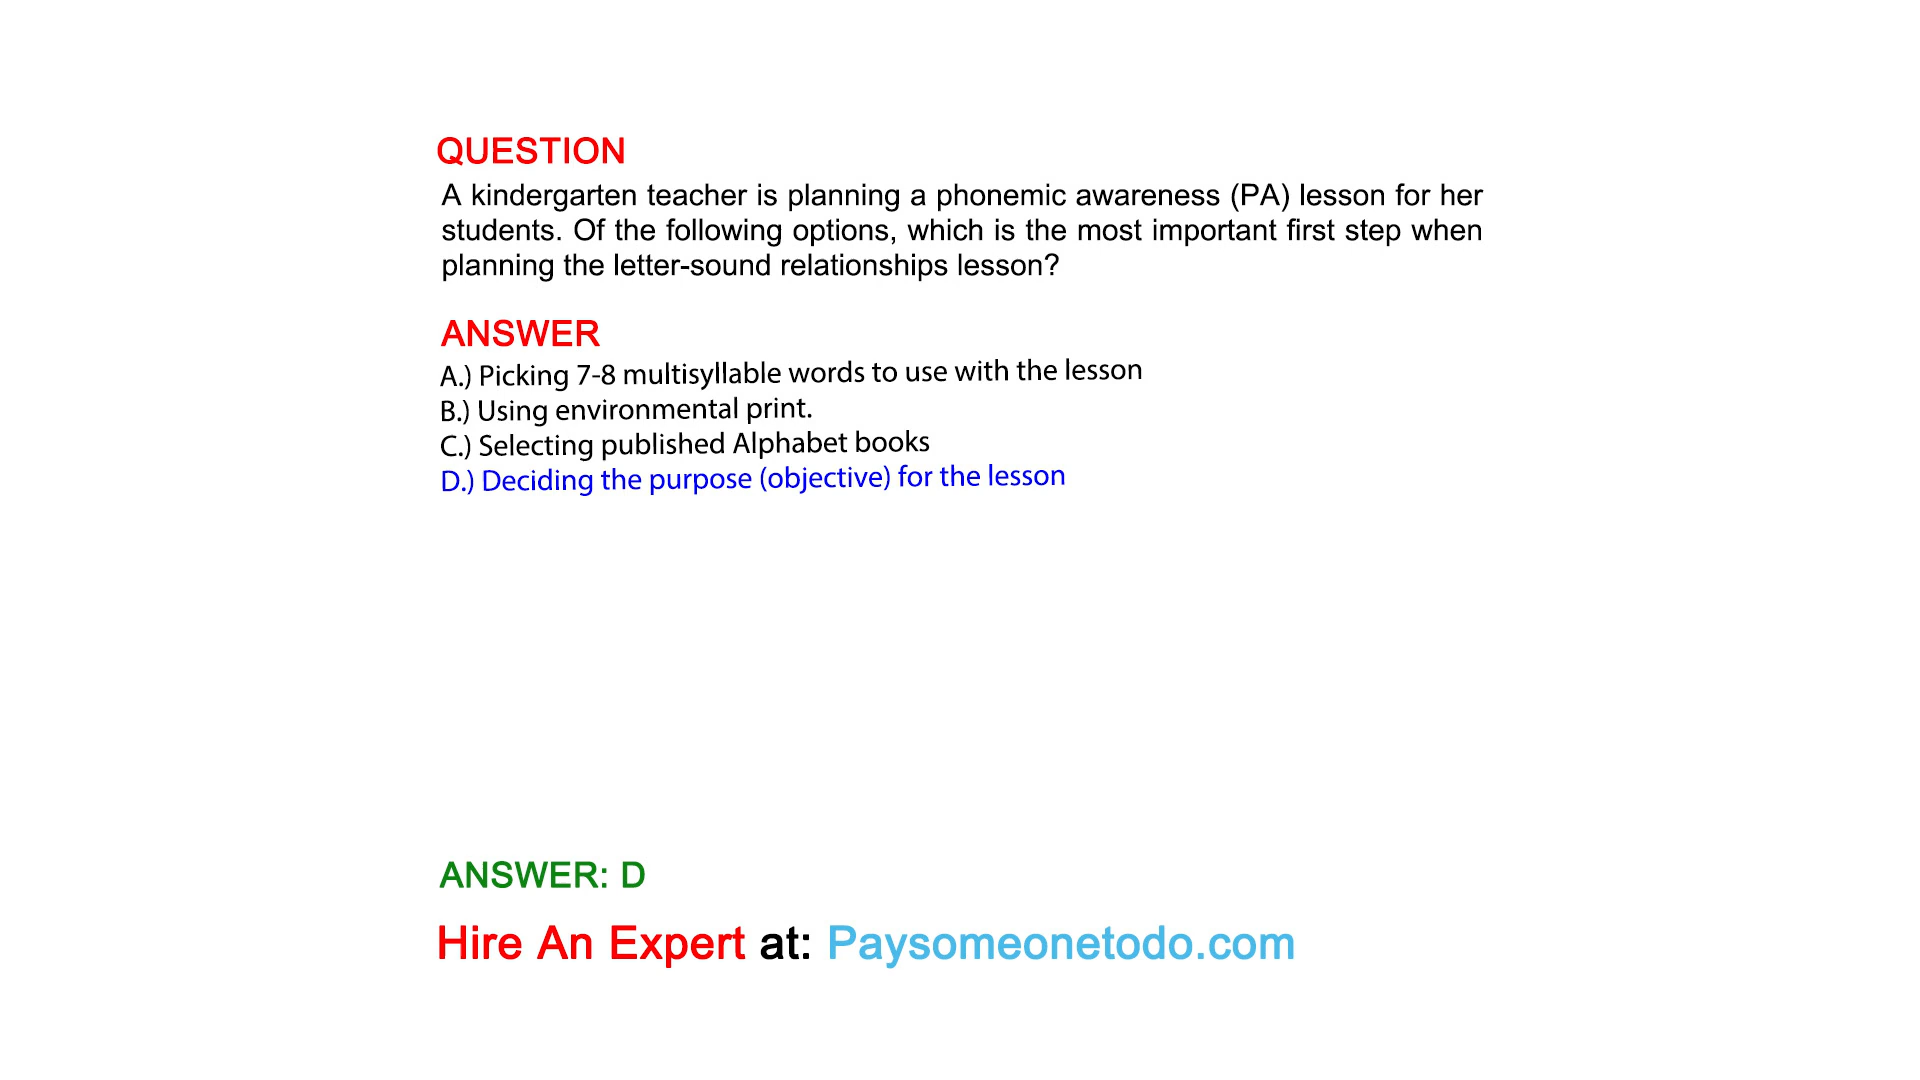 QUESTION
A kindergarten teacher is planning a phonemic awareness (PA) lesson for her
students. Of the following options, which is the most important first step when
planning the letter-sound relationships lesson?
ANSWER
A.) Picking 7-8 multisyllable words to use with the lesson
B.) Using environmental print.
C.) Selecting published Alphabet books
D.) Deciding the purpose (objective) for the lesson
ANSWER: D
Hire An Expert at: Paysomeonetodo.com